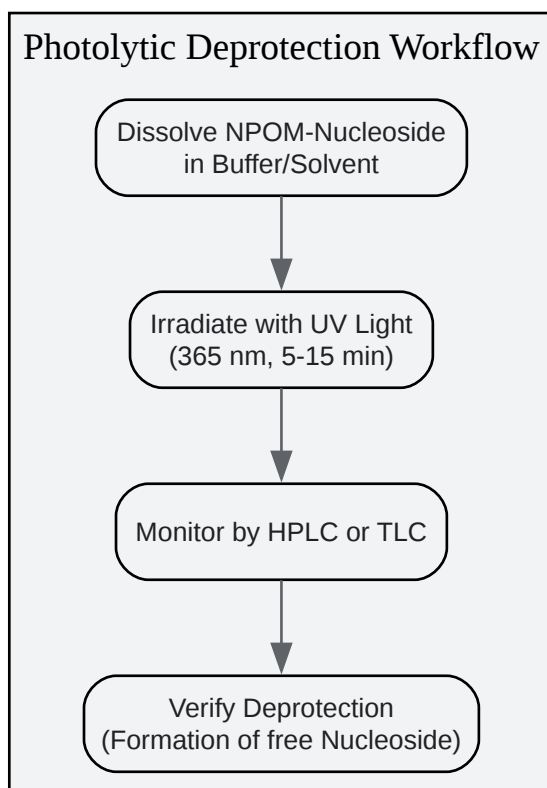 Photolytic Deprotection Workflow
Dissolve NPOM-Nucleoside
in Buffer/Solvent
Irradiate with UV Light
(365 nm, 5-15 min)
Monitor by HPLC or TLC
Verify Deprotection
(Formation of free Nucleoside)